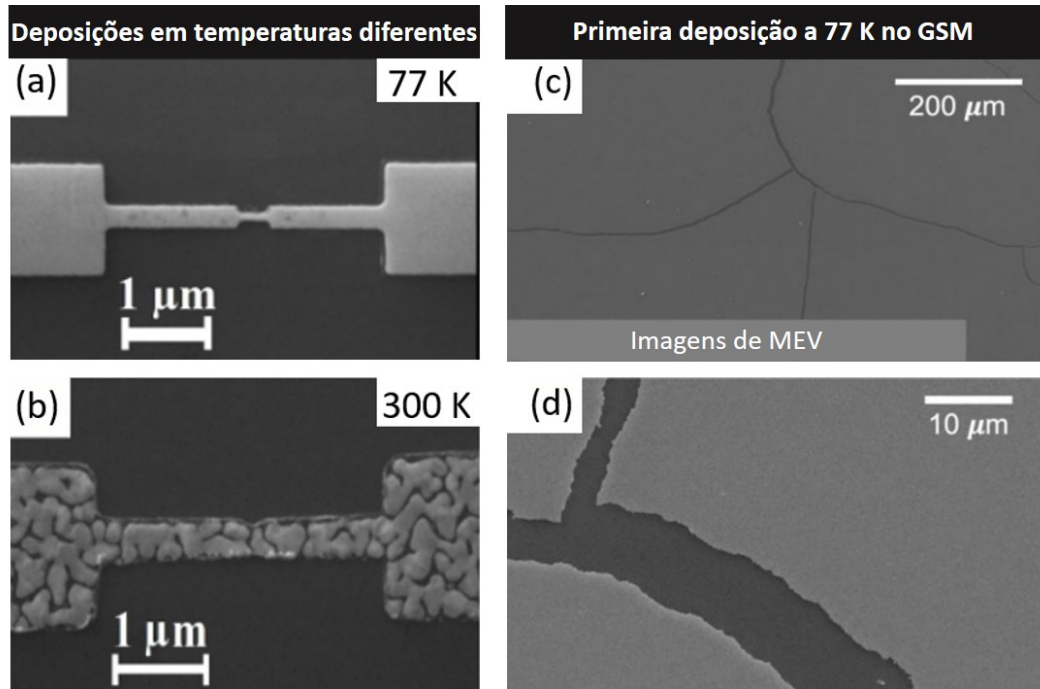 Deposições em temperaturas diferentes
(a)
77 K
1 μm
(b)
300 K
1 μm
Primeira deposição a 77 K no GSM
(c)
200 μm
Imagens de MEV
(d)
10 μm